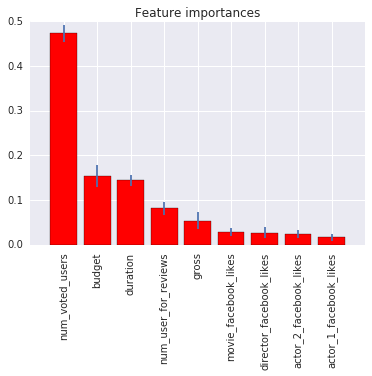 Feature importances
0.5
0.4
0.3
0.2
0.1
0.0
num_voted_users
budget
duration
num_user_for_reviews
gross
movie_facebook_likes
director_facebook_likes
actor_2_facebook_likes
actor_1_facebook_likes